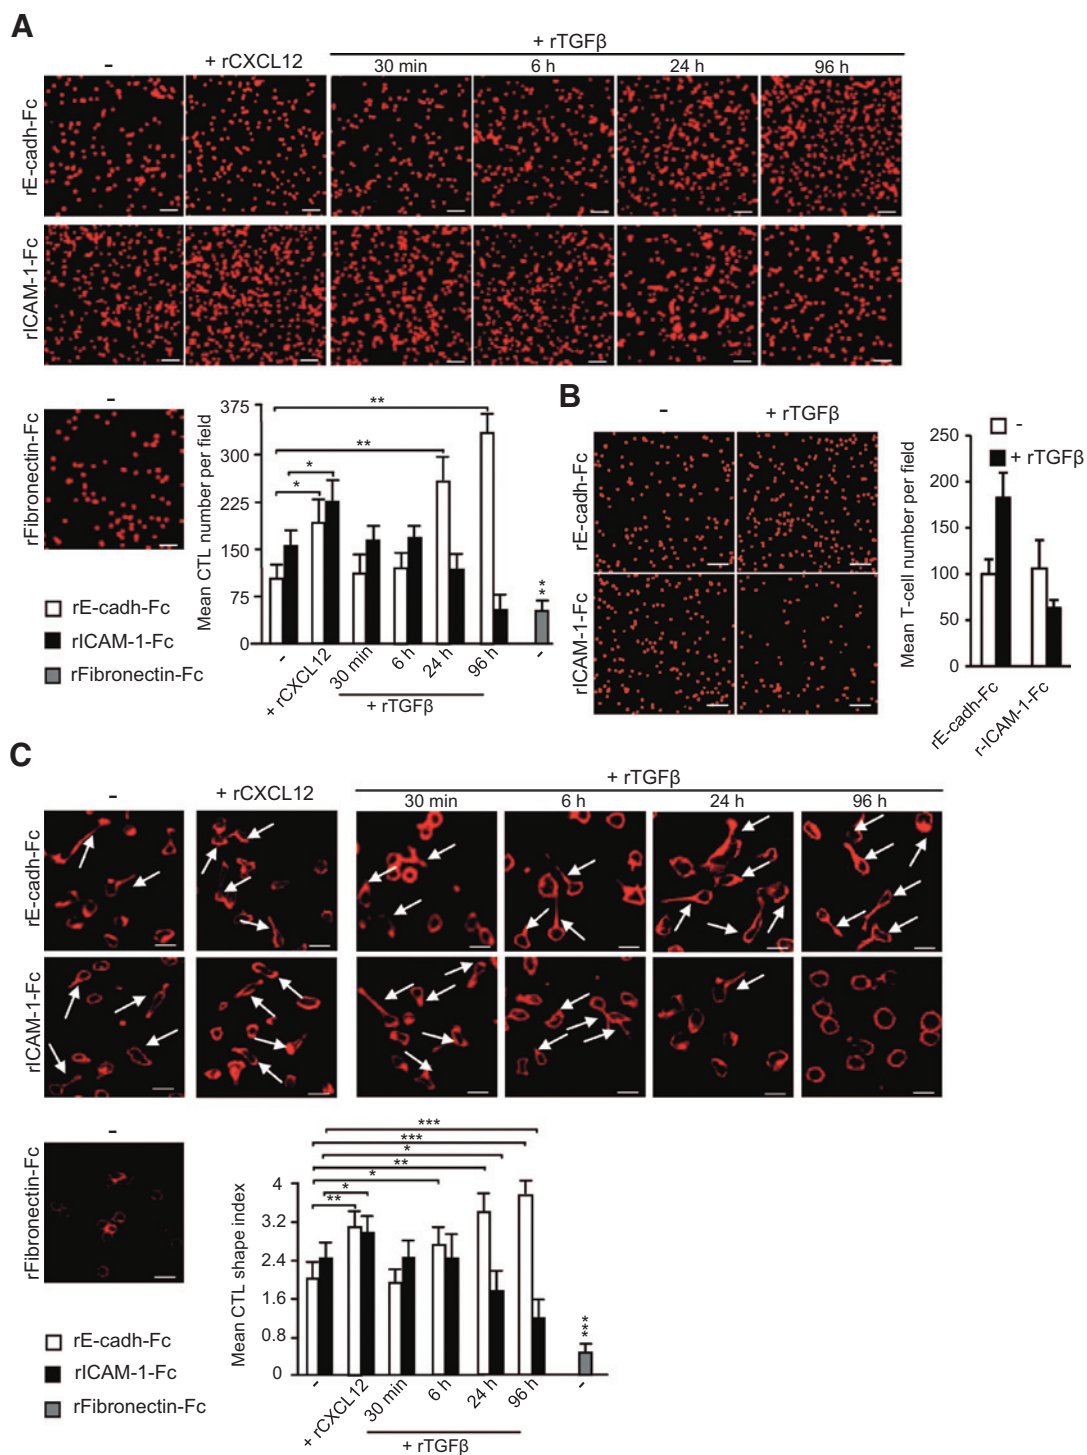 A
+ rTGFβ
-
+ rCXCL12
30 min
6 h
24 h
96 h
rE-cadh-Fc
rICAM-1-Fc
rFibronectin-Fc
-
rE-cadh-Fc
rICAM-1-Fc
rFibronectin-Fc
Mean CTL number per field
375
300
225
150
75
0
**
**
*
*
**
-
+ rCXCL12
30 min
6 h
24 h
96 h
-
+ rTGFβ
B
-
+ rTGFβ
rE-cadh-Fc
rICAM-1-Fc
-
+ rTGFβ
Mean T-cell number per field
250
200
150
100
50
0
rE-cadh-Fc
r-ICAM-1-Fc
C
+ rTGFβ
-
+ rCXCL12
30 min
6 h
24 h
96 h
rE-cadh-Fc
rICAM-1-Fc
rFibronectin-Fc
-
rE-cadh-Fc
rICAM-1-Fc
rFibronectin-Fc
Mean CTL shape index
4
3.2
2.4
1.6
0.8
0
***
***
*
**
*
*
**
***
-
+ rCXCL12
30 min
6 h
24 h
96 h
-
+ rTGFβ